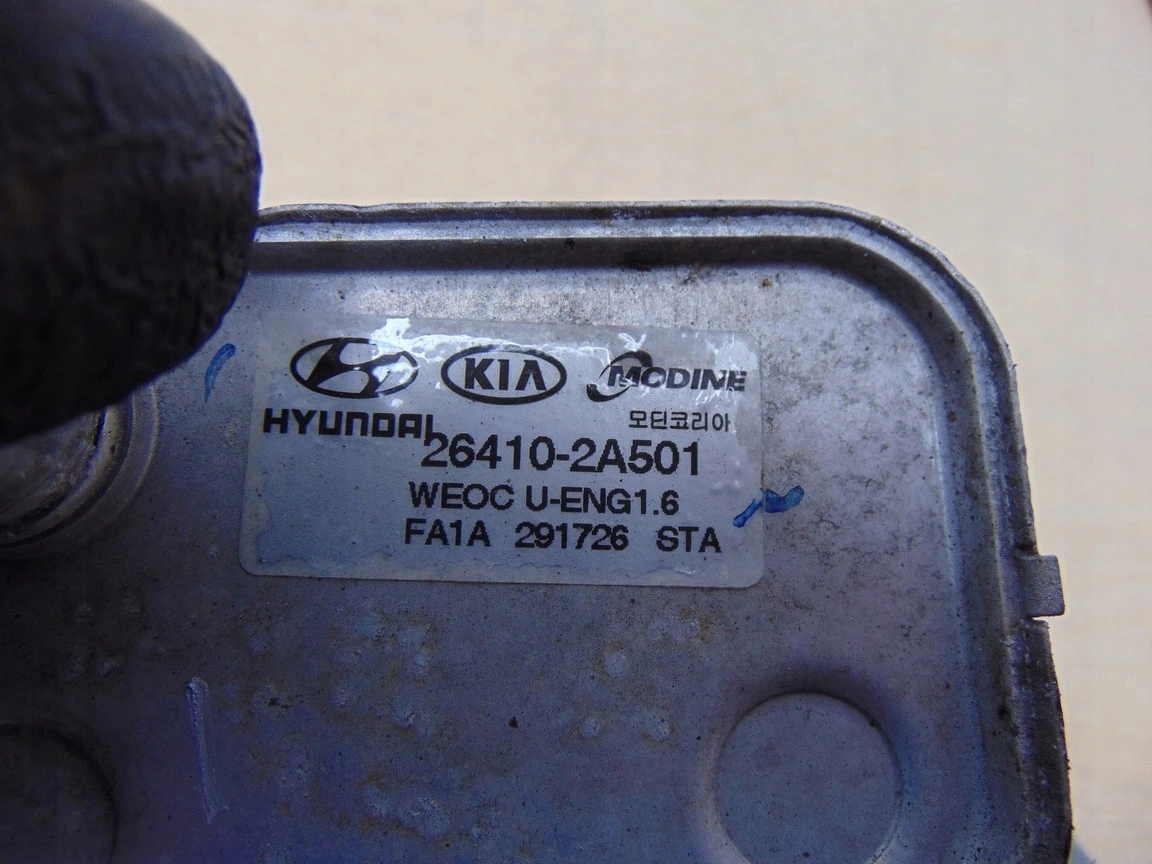 KIA MODINE
HYUNDAI 모딘코리아
26410-2A501
WEOC U-ENG1.6
FA1A 291726 STA